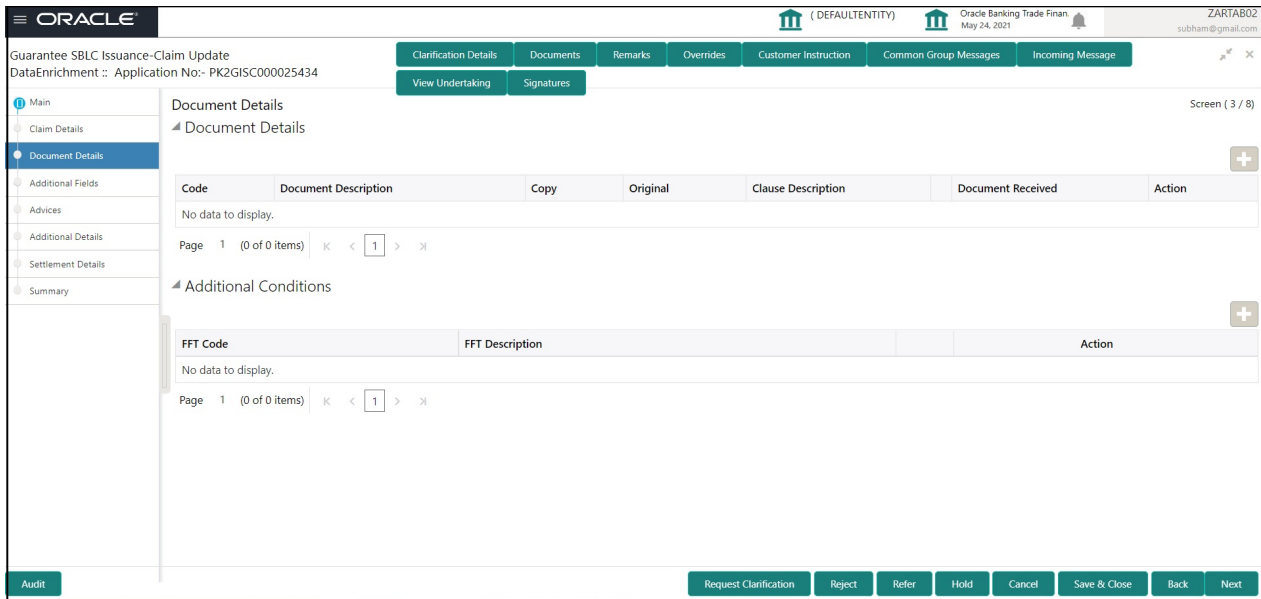 ORACLE
( DEFAULTENTITY)
Oracle Banking Trade Finan.
May 24, 2021
ZARTAB02
subham@gmail.com
Guarantee SBLC Issuance-Claim Update
DataEnrichment :: Application No:- PK2GISC000025434
Clarification Details
Documents
Remarks
Overrides
Customer Instruction
Common Group Messages
Incoming Message
View Undertaking
Signatures
Main
Claim Details
Document Details
Additional Fields
Advices
Additional Details
Settlement Details
Summary
Document Details
Screen ( 3 / 8)
Document Details
Code Document Description Copy Original Clause Description Document Received Action
No data to display.
Page 1 (0 of 0 items) 1
Additional Conditions
FFT Code FFT Description Action
No data to display.
Page 1 (0 of 0 items) 1
Audit
Request Clarification
Reject
Refer
Hold
Cancel
Save & Close
Back
Next